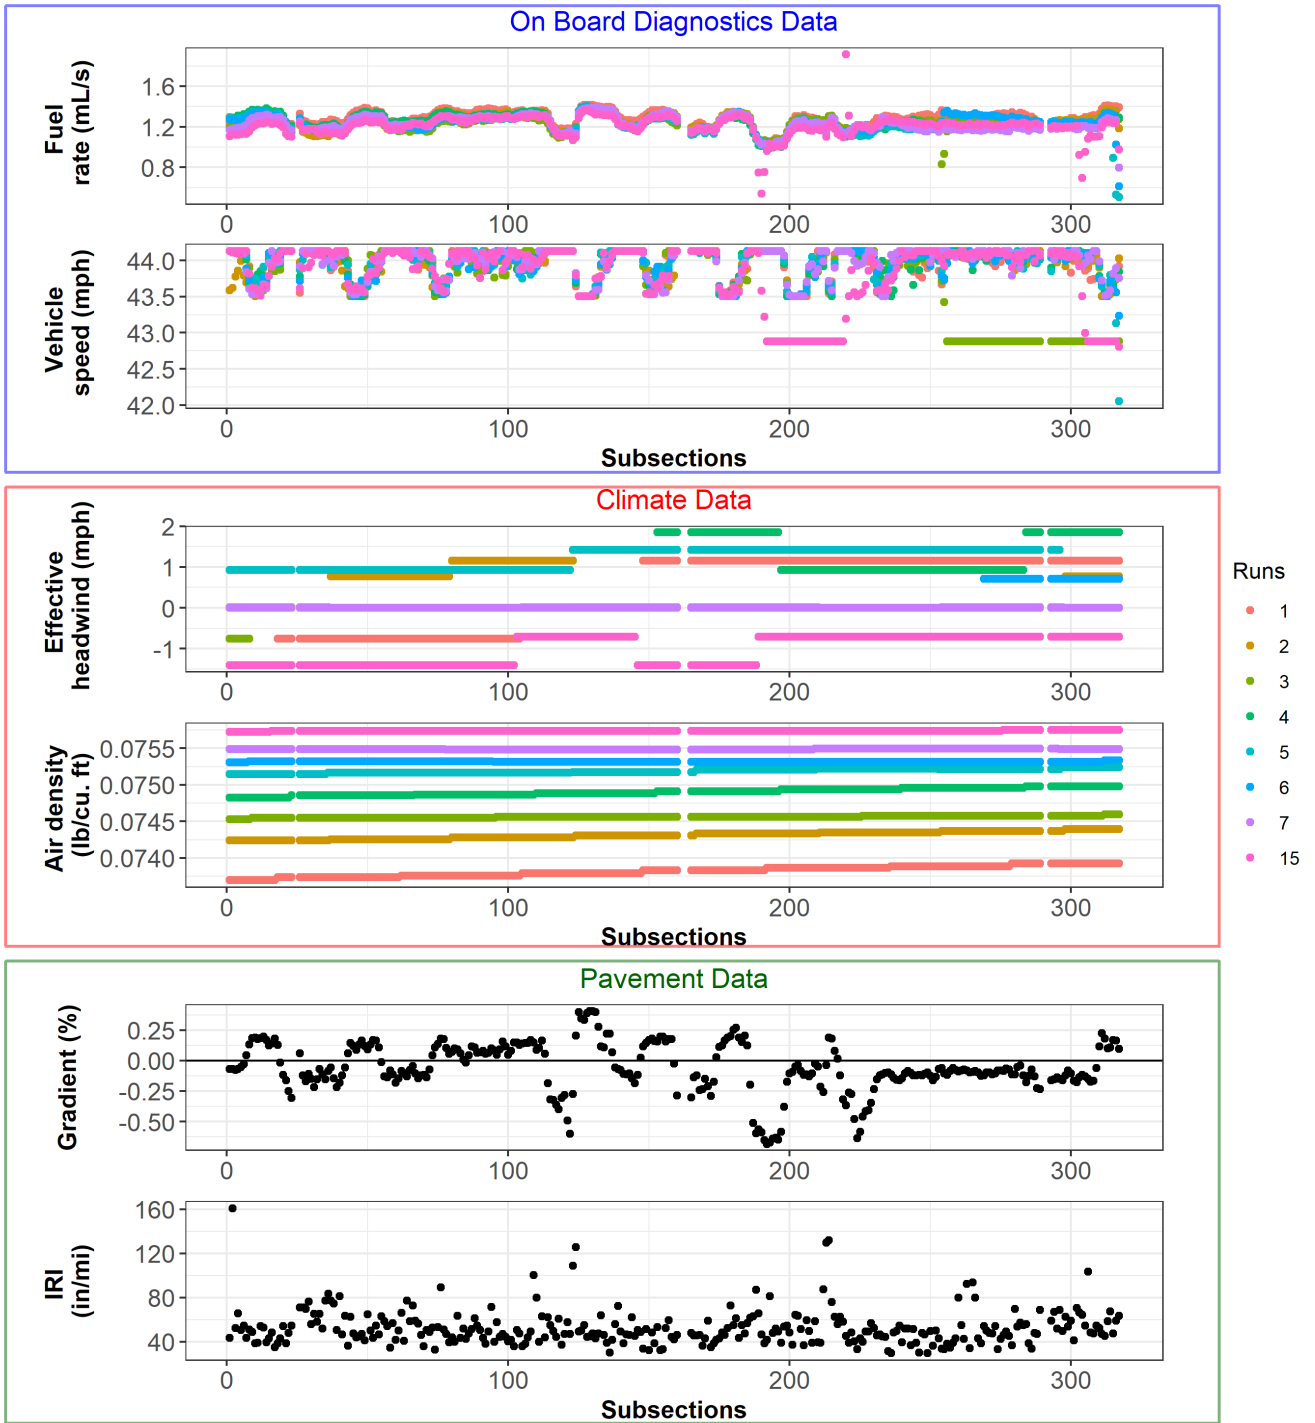 On Board Diagnostics Data
Fuel
rate (mL/s)
1.6
1.2
0.8
0 100 200 300
Vehicle
speed (mph)
44.0
43.5
43.0
42.5
42.0
0 100 200 300
Subsections
Climate Data
Effective
headwind (mph)
2
1
0
-1
0 100 200 300
Air density
(lb/cu. ft)
0.0755
0.0750
0.0745
0.0740
0 100 200 300
Subsections
Runs
1
2
3
4
5
6
7
15
Pavement Data
Gradient (%)
0.25
0.00
-0.25
-0.50
0 100 200 300
IRI
(in/mi)
160
120
80
40
0 100 200 300
Subsections